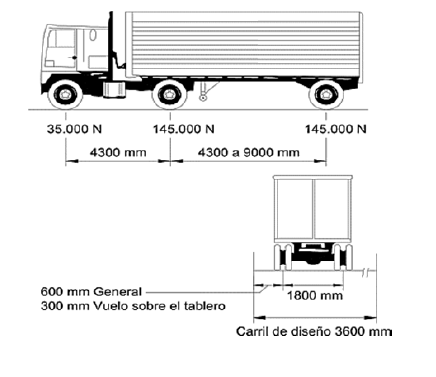 35.000 N 145.000 N 145.000 N
4300 mm 4300 a 9000 mm
600 mm General
300 mm Vuelo sobre el tablero
1800 mm
Carril de diseño 3600 mm